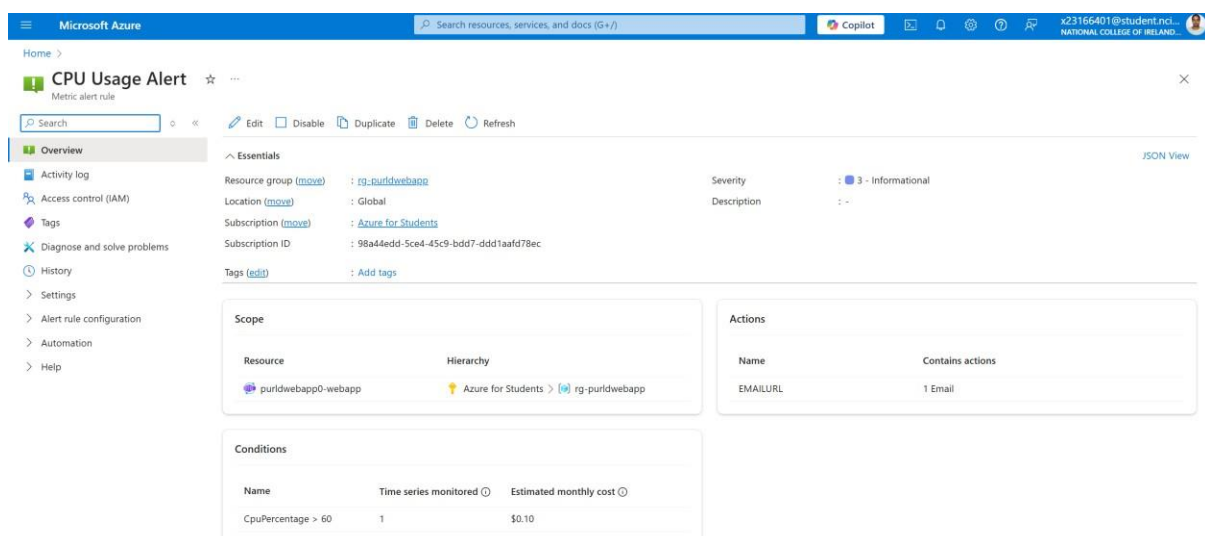 Microsoft Azure
Search resources, services, and docs (G+/)
Copilot
x23166401@student.nci...
NATIONAL COLLEGE OF IRELAND...
Home >
CPU Usage Alert
Metric alert rule
Search
Edit Disable Duplicate Delete Refresh
Overview
Activity log
Access control (IAM)
Tags
Diagnose and solve problems
History
Settings
Alert rule configuration
Automation
Help
Essentials
JSON View
Resource group (move) : rg-purldwebapp
Location (move) : Global
Subscription (move) : Azure for Students
Subscription ID : 98a44edd-5ce4-45c9-bdd7-ddd1aafd78ec
Tags (edit) : Add tags
Severity : 3 - Informational
Description : -
Scope
Resource Hierarchy
purldwebapp0-webapp Azure for Students > rg-purldwebapp
Actions
Name Contains actions
EMAILURL 1 Email
Conditions
Name Time series monitored Estimated monthly cost
CpuPercentage > 60 1 $0.10